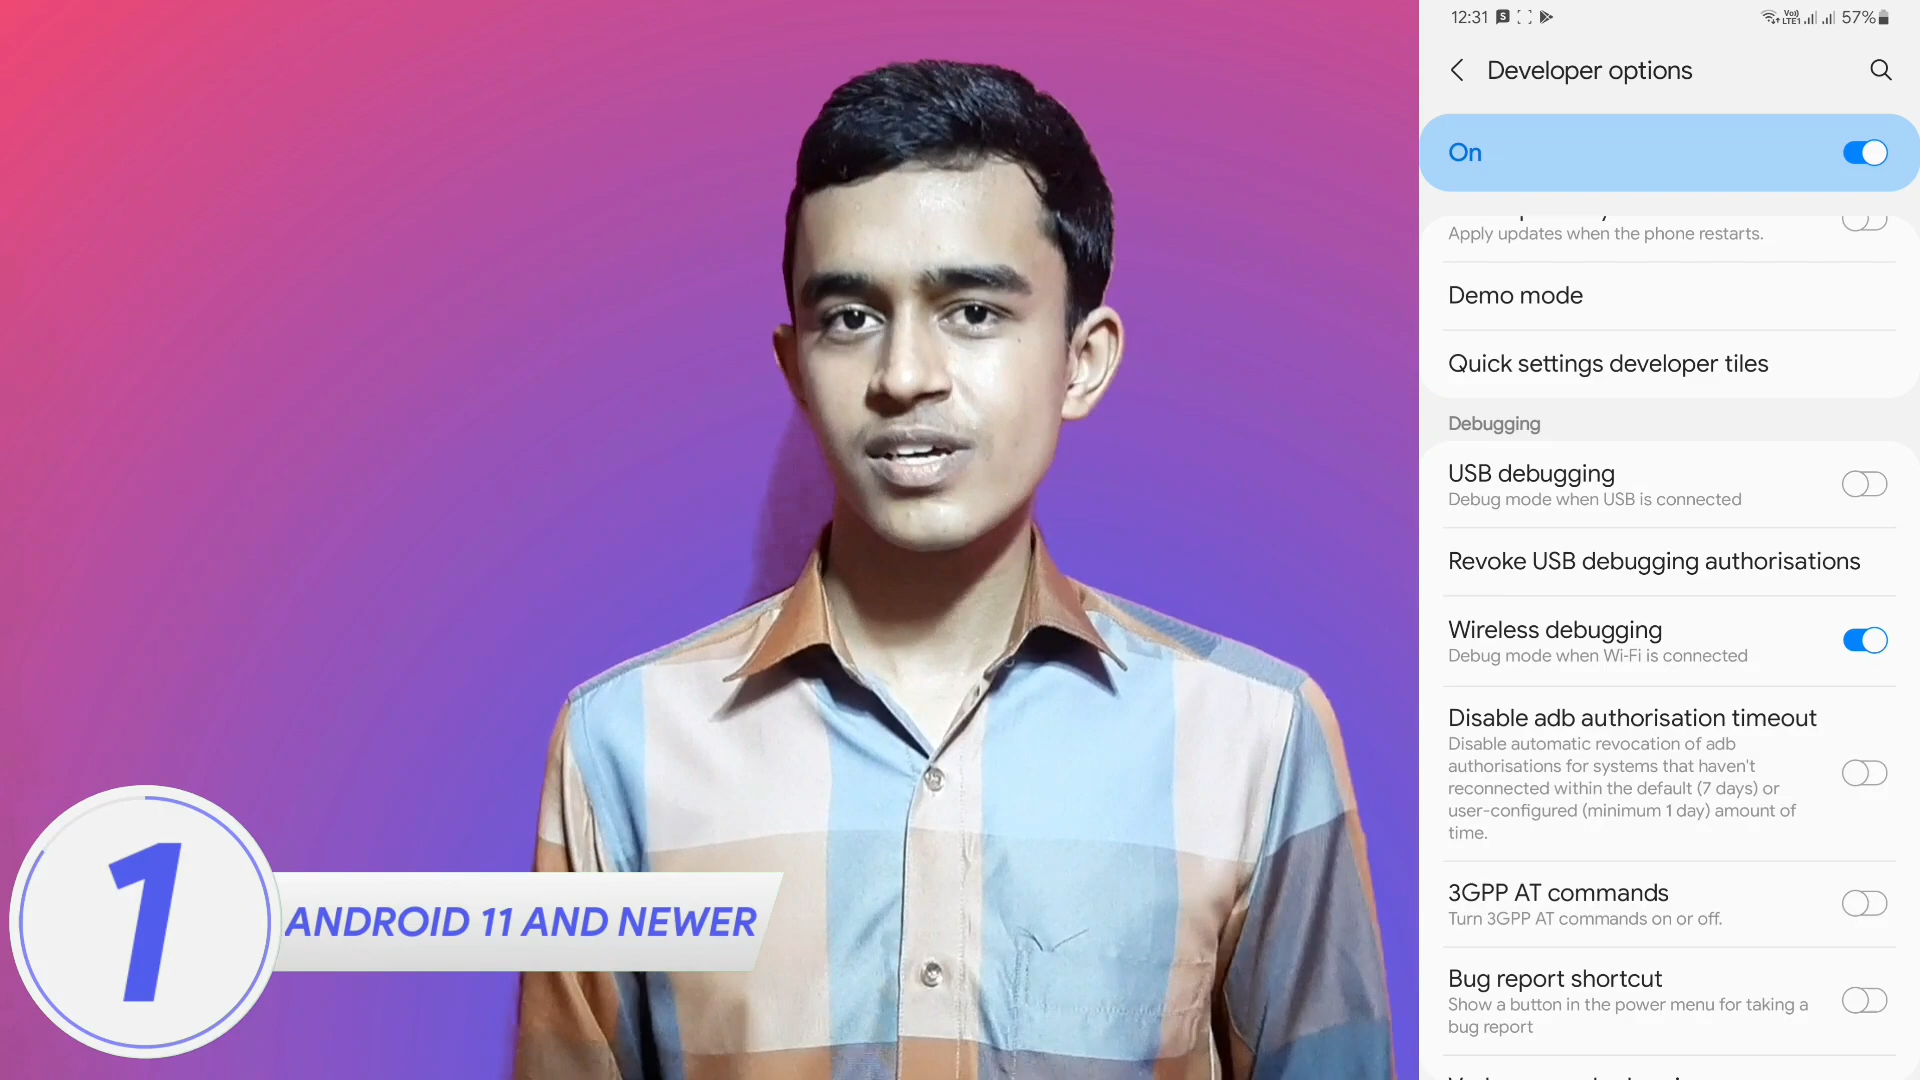 12:31
Vo))
LTE1
57%
Developer options
On
Apply updates when the phone restarts.
Demo mode
Quick settings developer tiles
Debugging
USB debugging
Debug mode when USB is connected
Revoke USB debugging authorisations
Wireless debugging
Debug mode when Wi-Fi is connected
Disable adb authorisation timeout
Disable automatic revocation of adb
authorisations for systems that haven't
reconnected within the default (7 days) or
user-configured (minimum 1 day) amount of
time.
3GPP AT commands
Turn 3GPP AT commands on or off.
Bug report shortcut
Show a button in the power menu for taking a
bug report
1
ANDROID 11 AND NEWER